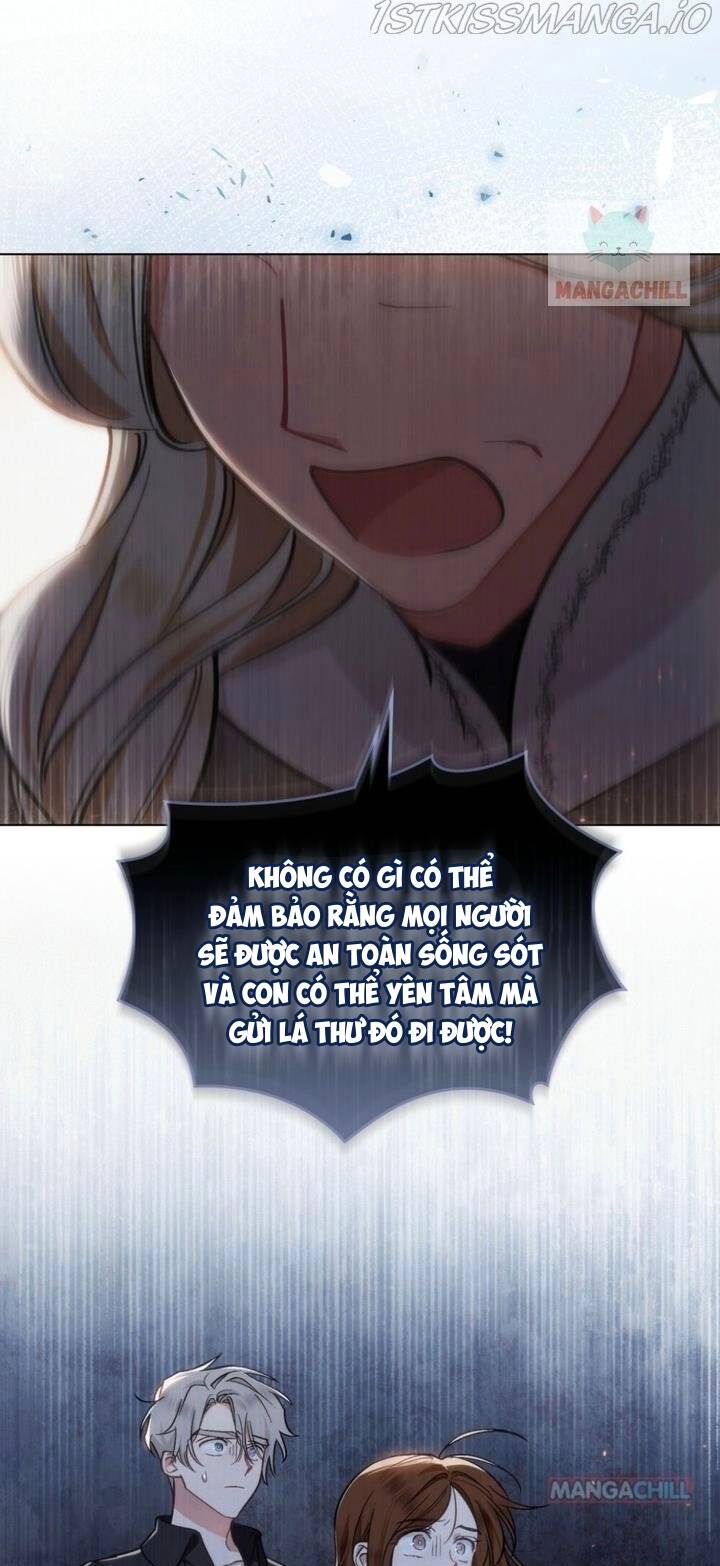 1STKISSMANGA.IO
MANGACHILL
KHÔNG CÓ GÌ CÓ THỂ
ĐẢM BẢO RẰNG MỌI NGƯỜI
SẼ ĐƯỢC AN TOÀN SỐNG SÓT
VÀ CON CÓ THỂ YÊN TÂM MÀ
GỬI LÁ THƯ ĐÓ ĐI ĐƯỢC!
MANGACHILL